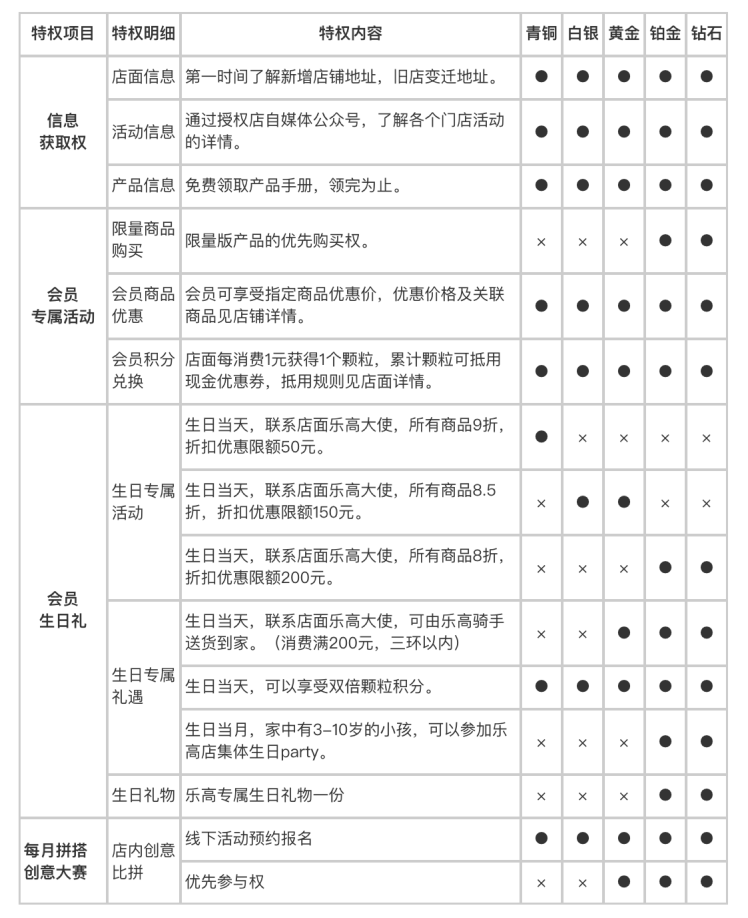 特权项目 特权明细 特权内容 青铜 白银 黄金 铂金 钻石
信息
获取权
店面信息 第一时间了解新增店铺地址，旧店变迁地址。 ● ● ● ● ●
活动信息 通过授权店自媒体公众号，了解各个门店活动
的详情。 ● ● ● ● ●
产品信息 免费领取产品手册，领完为止。 ● ● ● ● ●
会员
专属活动
限量商品
购买
限量版产品的优先购买权。 × × × ● ●
会员商品
优惠
会员可享受指定商品优惠价，优惠价格及关联
商品见店铺详情。 ● ● ● ● ●
会员积分
兑换
店面每消费1元获得1个颗粒，累计颗粒可抵用
现金优惠券，抵用规则见店面详情。 ● ● ● ● ●
会员
生日礼
生日专属
活动
生日当天，联系店面乐高大使，所有商品9折，
折扣优惠限额50元。 ● × × × ×
生日当天，联系店面乐高大使，所有商品8.5
折，折扣优惠限额150元。 × ● ● × ×
生日当天，联系店面乐高大使，所有商品8折，
折扣优惠限额200元。 × × × ● ●
生日专属
礼遇
生日当天，联系店面乐高大使，可由乐高骑手
送货到家。（消费满200元，三环以内） × × ● ● ●
生日当天，可以享受双倍颗粒积分。 ● ● ● ● ●
生日当月，家中有3-10岁的小孩，可以参加乐
高店集体生日party。 × × × ● ●
生日礼物 乐高专属生日礼物一份 × × × ● ●
每月拼搭
创意大赛
店内创意
比拼
线下活动预约报名 ● ● ● ● ●
优先参与权 × × ● ● ●